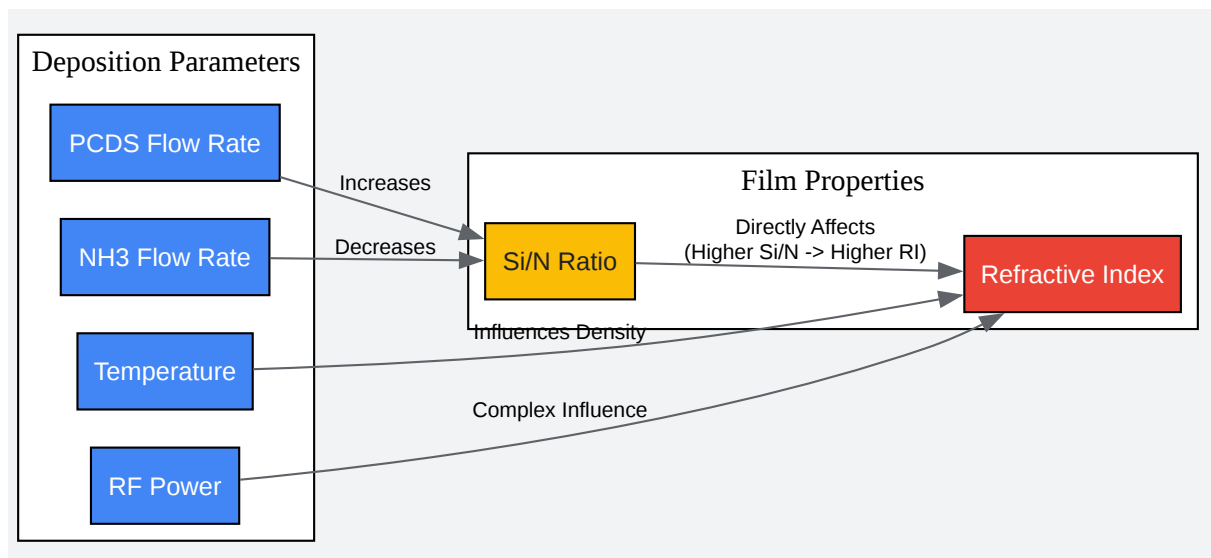 Deposition Parameters
PCDS Flow Rate
NH3 Flow Rate
Temperature
RF Power
Increases
Decreases
Influences Density
Complex Influence
Film Properties
Si/N Ratio
Directly Affects
(Higher Si/N -> Higher RI)
Refractive Index